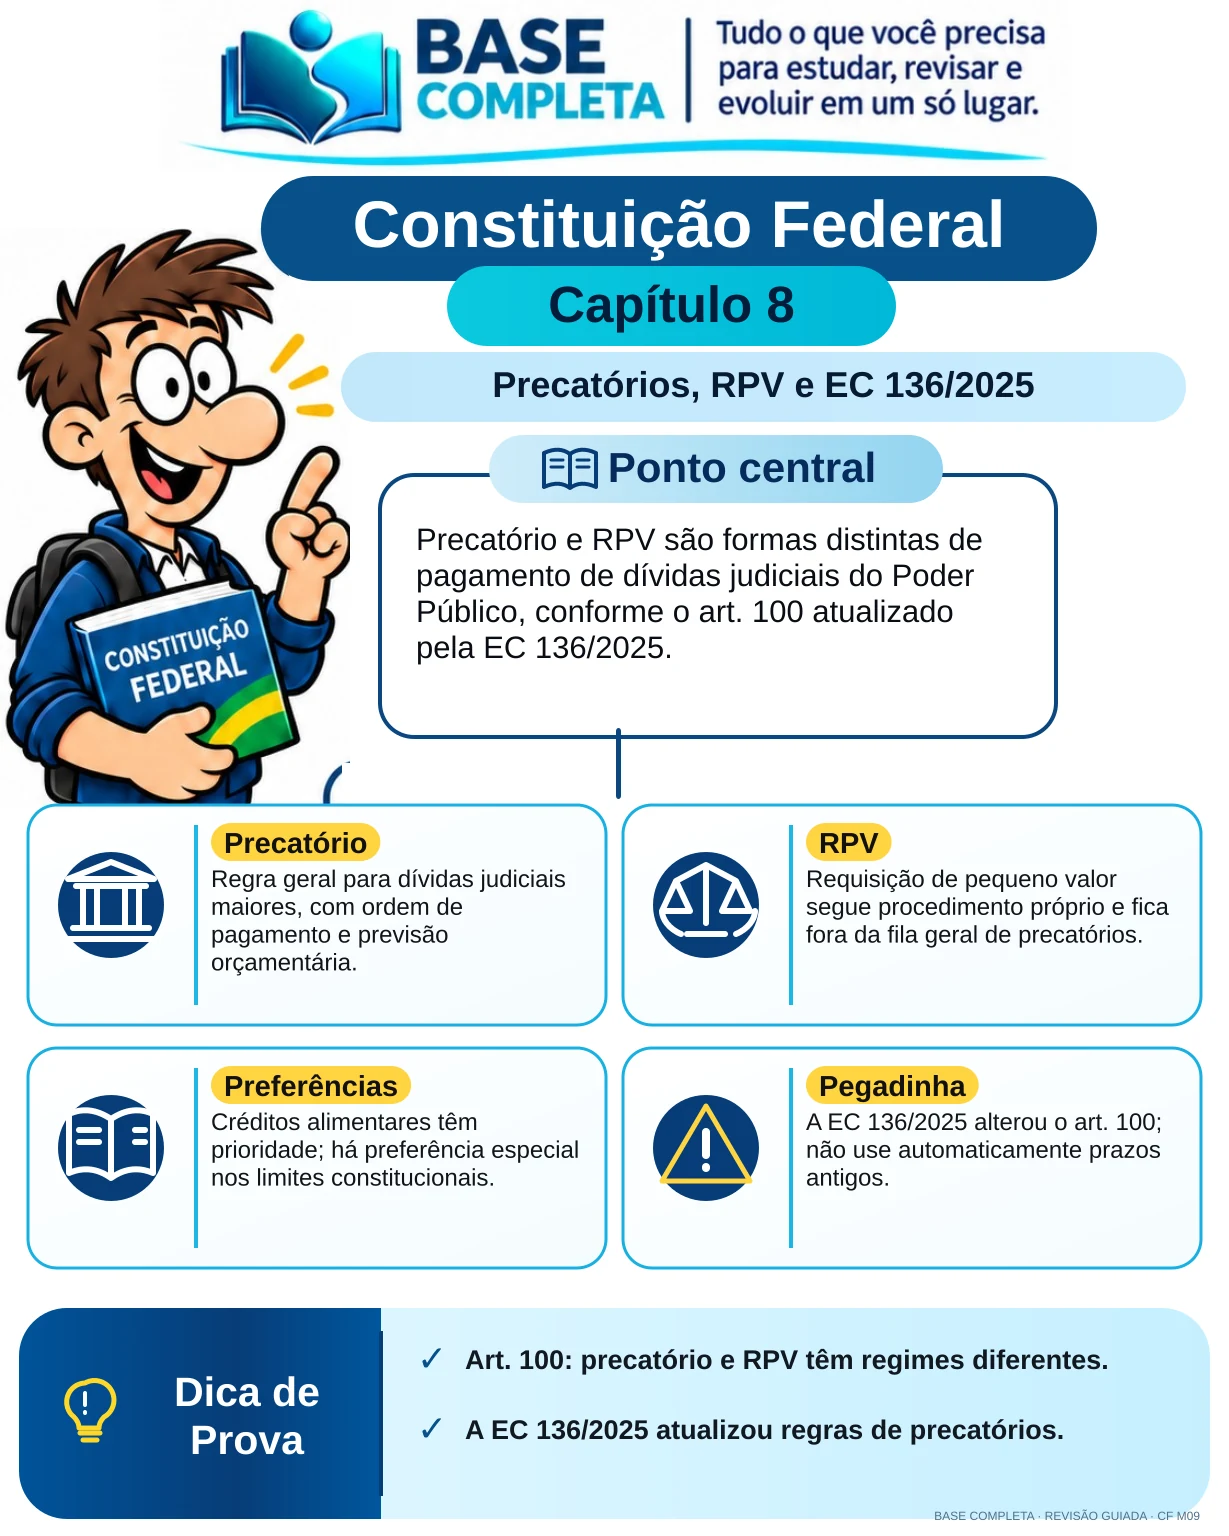 BASE
COMPLETA
Tudo o que você precisa
para estudar, revisar e
evoluir em um só lugar.
Constituição Federal
Capítulo 8
Precatórios, RPV e EC 136/2025
Ponto central
Precatório e RPV são formas distintas de
pagamento de dívidas judiciais do Poder
Público, conforme o art. 100 atualizado
pela EC 136/2025.
CONSTITUIÇÃO
FEDERAL
Precatório
Regra geral para dívidas judiciais
maiores, com ordem de
pagamento e previsão
orçamentária.
RPV
Requisição de pequeno valor
segue procedimento próprio e fica
fora da fila geral de precatórios.
Preferências
Créditos alimentares têm
prioridade; há preferência especial
nos limites constitucionais.
Pegadinha
A EC 136/2025 alterou o art. 100;
não use automaticamente prazos
antigos.
Dica de
Prova
✓ Art. 100: precatório e RPV têm regimes diferentes.
✓ A EC 136/2025 atualizou regras de precatórios.
BASE COMPLETA · REVISÃO GUIADA · CF M09